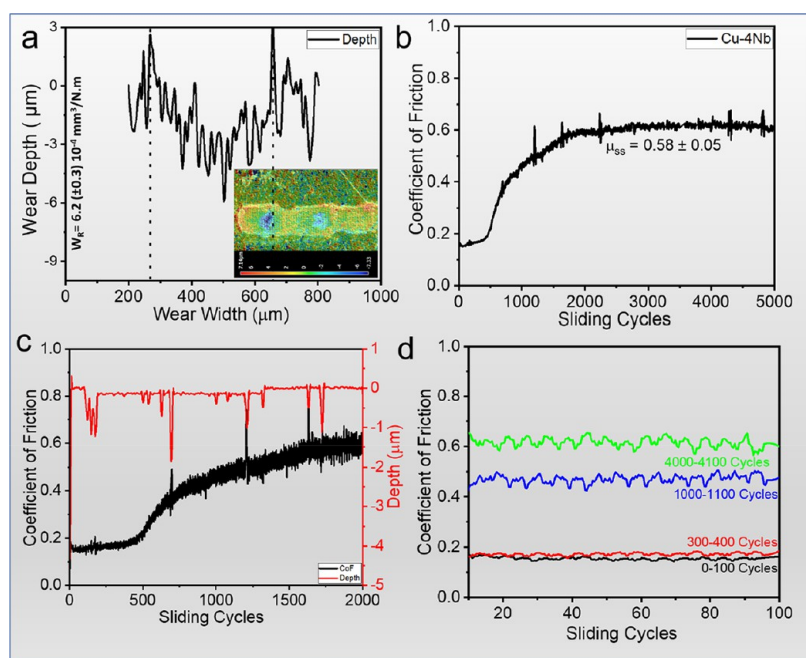 a
Depth
3
0
-3
-6
-9
Wear Depth (µm)
W_R= 6.2 (±0.3) 10⁻⁴ mm³/N.m
0 200 400 600 800 1000
Wear Width (µm)
b
Cu-4Nb
1.0
0.8
0.6
0.4
0.2
0.0
Coefficient of Friction
µ_ss = 0.58 ± 0.05
0 1000 2000 3000 4000 5000
Sliding Cycles
c
1.0
0.8
0.6
0.4
0.2
0.0
Coefficient of Friction
1
0
-1
-2
-3
-4
-5
Depth (µm)
CoF
Depth
0 500 1000 1500 2000
Sliding Cycles
d
1.0
0.8
0.6
0.4
0.2
0.0
Coefficient of Friction
4000-4100 Cycles
1000-1100 Cycles
300-400 Cycles
0-100 Cycles
20 40 60 80 100
Sliding Cycles